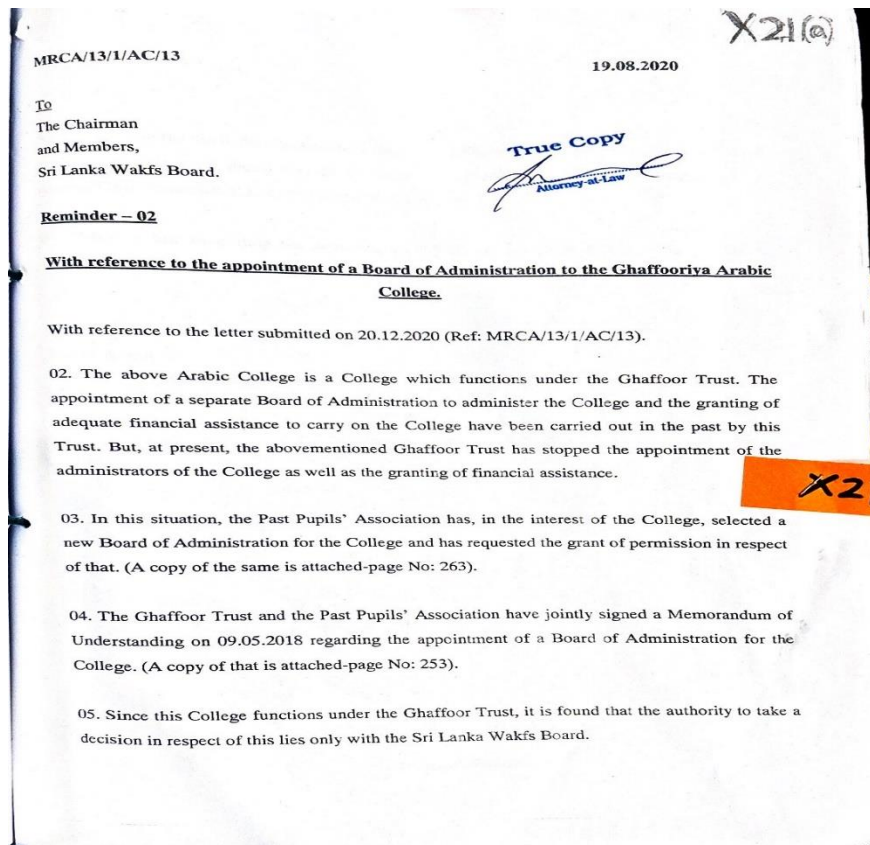 X21(a)
MRCA/13/1/AC/13
19.08.2020
To
The Chairman
and Members,
Sri Lanka Wakfs Board.
True Copy
Attorney-at-Law
Reminder – 02
With reference to the appointment of a Board of Administration to the Ghaffooriya Arabic
College.
With reference to the letter submitted on 20.12.2020 (Ref: MRCA/13/1/AC/13).
02. The above Arabic College is a College which functions under the Ghaffoor Trust. The
appointment of a separate Board of Administration to administer the College and the granting of
adequate financial assistance to carry on the College have been carried out in the past by this
Trust. But, at present, the abovementioned Ghaffoor Trust has stopped the appointment of the
administrators of the College as well as the granting of financial assistance.
X2
03. In this situation, the Past Pupils' Association has, in the interest of the College, selected a
new Board of Administration for the College and has requested the grant of permission in respect
of that. (A copy of the same is attached-page No: 263).
04. The Ghaffoor Trust and the Past Pupils' Association have jointly signed a Memorandum of
Understanding on 09.05.2018 regarding the appointment of a Board of Administration for the
College. (A copy of that is attached-page No: 253).
05. Since this College functions under the Ghaffoor Trust, it is found that the authority to take a
decision in respect of this lies only with the Sri Lanka Wakfs Board.